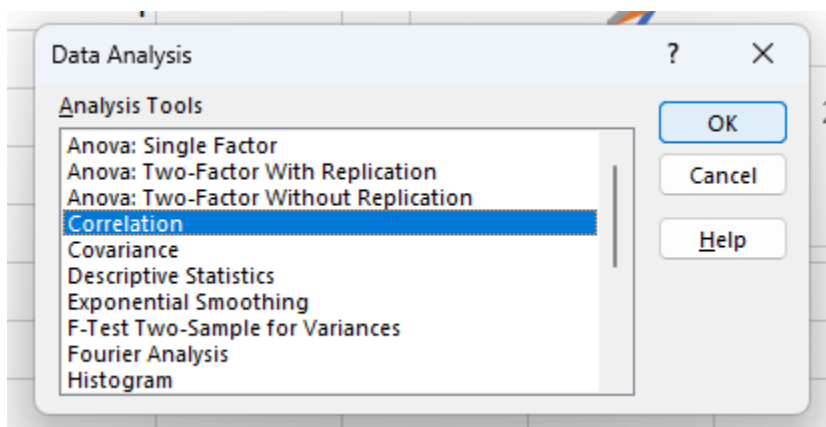 Data Analysis
?
Analysis Tools
Anova: Single Factor
Anova: Two-Factor With Replication
Anova: Two-Factor Without Replication
Correlation
Covariance
Descriptive Statistics
Exponential Smoothing
F-Test Two-Sample for Variances
Fourier Analysis
Histogram
OK
Cancel
Help